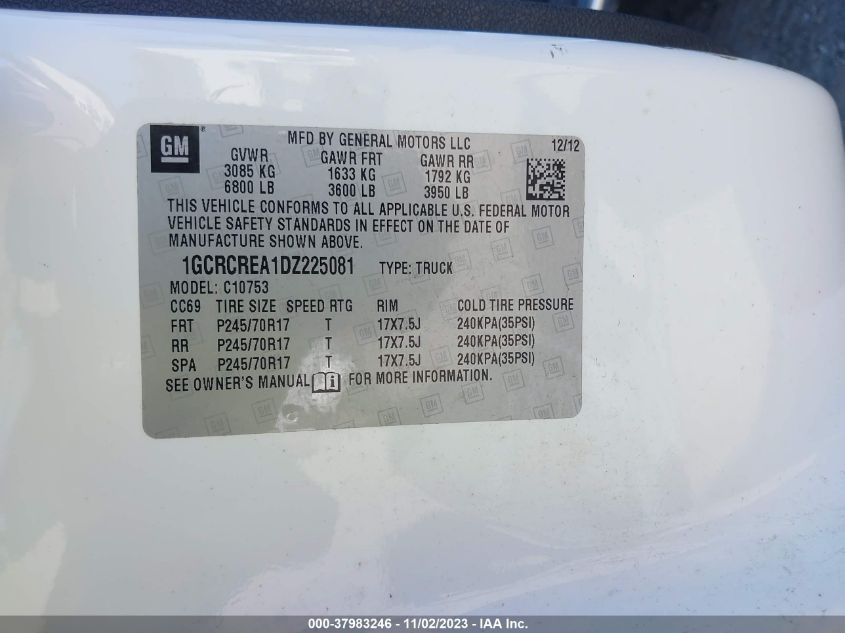 GM ®
MFD BY GENERAL MOTORS LLC
12/12
GVWR GAWR FRT GAWR RR
3085 KG 1633 KG 1792 KG
6800 LB 3600 LB 3950 LB
THIS VEHICLE CONFORMS TO ALL APPLICABLE U.S. FEDERAL MOTOR
VEHICLE SAFETY STANDARDS IN EFFECT ON THE DATE OF
MANUFACTURE SHOWN ABOVE.
1GCRCREA1DZ225081 TYPE: TRUCK
MODEL: C10753
CC69 TIRE SIZE SPEED RTG RIM COLD TIRE PRESSURE
FRT P245/70R17 T 17X7.5J 240KPA(35PSI)
RR P245/70R17 T 17X7.5J 240KPA(35PSI)
SPA P245/70R17 T 17X7.5J 240KPA(35PSI)
SEE OWNER'S MANUAL FOR MORE INFORMATION.
000-37983246 - 11/02/2023 - IAA Inc.